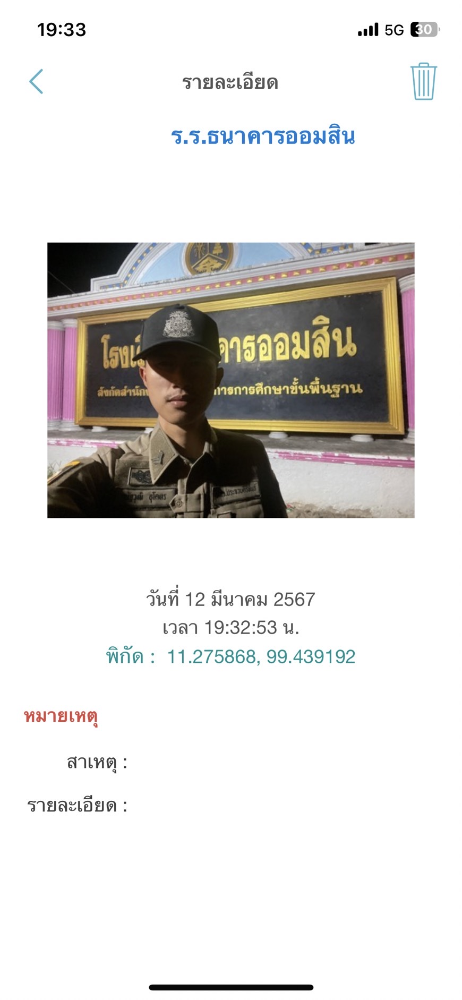 19:33
5G 30
รายละเอียด
ร.ร.ธนาคารออมสิน
คารออมสิน
สังกัดสำนัก การการศึกษาขั้นพื้นฐาน
ชูโคตร
วันที่ 12 มีนาคม 2567
เวลา 19:32:53 น.
พิกัด : 11.275868, 99.439192
หมายเหตุ
สาเหตุ :
รายละเอียด :